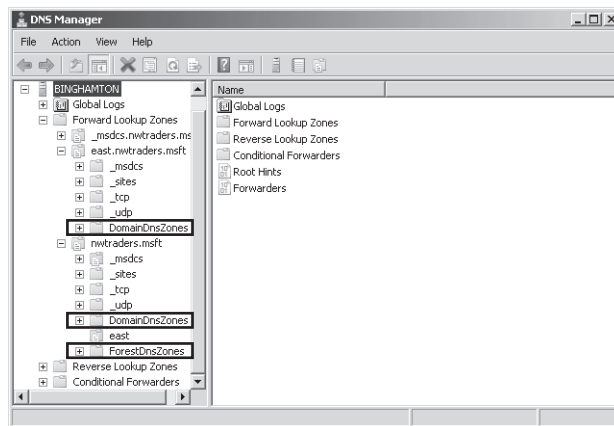 DNS Manager
File Action View Help
BINGHAMTON
Global Logs
Forward Lookup Zones
_msdcs.nwtraders.ms
east.nwtraders.msft
_msdcs
_sites
_tcp
_udp
DomainDnsZones
nwtraders.msft
_msdcs
_sites
_tcp
_udp
DomainDnsZones
east
ForestDnsZones
Reverse Lookup Zones
Conditional Forwarders
Name
Global Logs
Forward Lookup Zones
Reverse Lookup Zones
Conditional Forwarders
Root Hints
Forwarders